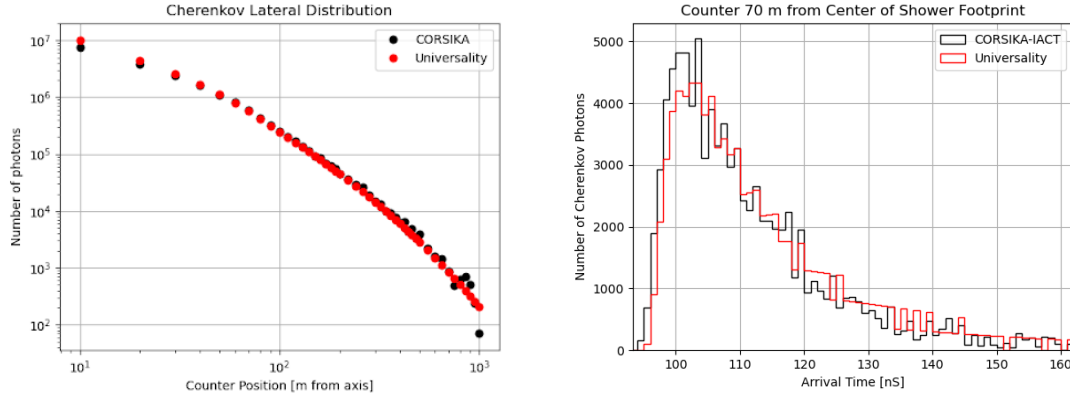 Cherenkov Lateral Distribution
10⁷
10⁶
10⁵
10⁴
10³
10²
Number of photons
CORSIKA
Universality
10¹
10²
10³
Counter Position [m from axis]
Counter 70 m from Center of Shower Footprint
5000
4000
3000
2000
1000
0
Number of Cherenkov Photons
CORSIKA-IACT
Universality
100
110
120
130
140
150
160
Arrival Time [nS]